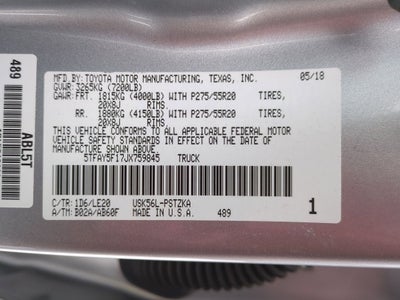 MFD.BY:TOYOTA MOTOR MANUFACTURING, TEXAS, INC. 05/18
GVWR: 3265KG (7200LB)
GAWR:FRT. 1815KG (4000LB) WITH P275/55R20 TIRES,
20X8J RIMS.
RR. 1880KG (4150LB) WITH P275/55R20 TIRES,
20X8J RIMS.
THIS VEHICLE CONFORMS TO ALL APPLICABLE FEDERAL MOTOR
VEHICLE SAFETY STANDARDS IN EFFECT ON THE DATE OF
MANUFACTURE SHOWN ABOVE.
5TFAY5F17JX759845 TRUCK
C/TR:1D6/LE20 USK56L-PSTZKA
A/TM:B02A/AB60F MADE IN U.S.A. 489 1
489
ABL5T